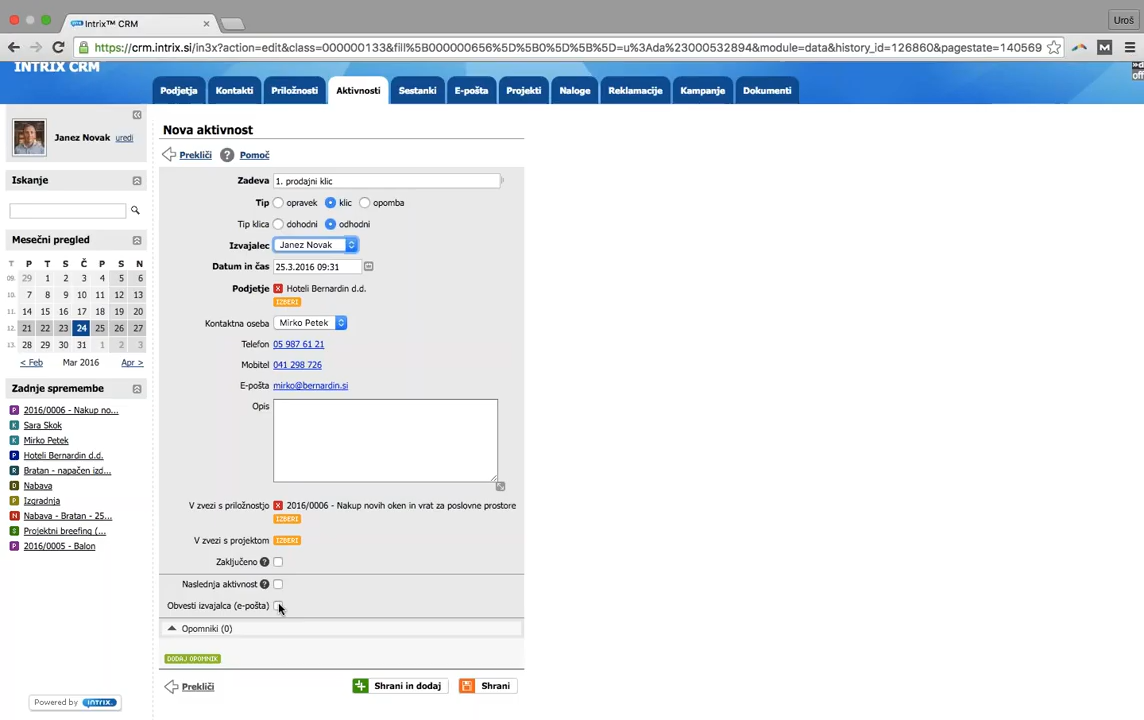 Intrix™ CRM
Uroš
https://crm.intrix.si/in3x?action=edit&class=000000133&fill%5B000000656%5D%5B0%5D%5B%5D=u%3Ada%23000532894&module=data&history_id=126860&pagestate=140569
INTRIX CRM
off
Podjetja Kontakti Priložnosti Aktivnosti Sestanki E-pošta Projekti Naloge Reklamacije Kampanje Dokumenti
Janez Novak uredi
Iskanje
Mesečni pregled
T P T S Č P S N
09. 29 1 2 3 4 5 6
10. 7 8 9 10 11 12 13
11. 14 15 16 17 18 19 20
12. 21 22 23 24 25 26 27
13. 28 29 30 31 1 2 3
< Feb Mar 2016 Apr >
Zadnje spremembe
P 2016/0006 - Nakup no...
K Sara Skok
K Mirko Petek
P Hoteli Bernardin d.d.
R Bratan - napačen izd...
D Nabava
P Izgradnja
N Nabava - Bratan - 25...
S Projektni breefing (...
P 2016/0005 - Balon
Powered by INTRIX.
Nova aktivnost
Prekliči ? Pomoč
Zadeva 1. prodajni klic
Tip opravek klic opomba
Tip klica dohodni odhodni
Izvajalec Janez Novak
Datum in čas 25.3.2016 09:31
Podjetje X Hoteli Bernardin d.d.
IZBERI
Kontaktna oseba Mirko Petek
Telefon 05 987 61 21
Mobitel 041 298 726
E-pošta mirko@bernardin.si
Opis
V zvezi s priložnostjo X 2016/0006 - Nakup novih oken in vrat za poslovne prostore
IZBERI
V zvezi s projektom IZBERI
Zaključeno ?
Naslednja aktivnost ?
Obvesti izvajalca (e-pošta)
Opomniki (0)
DODAJ OPOMNIK
Prekliči Shrani in dodaj Shrani